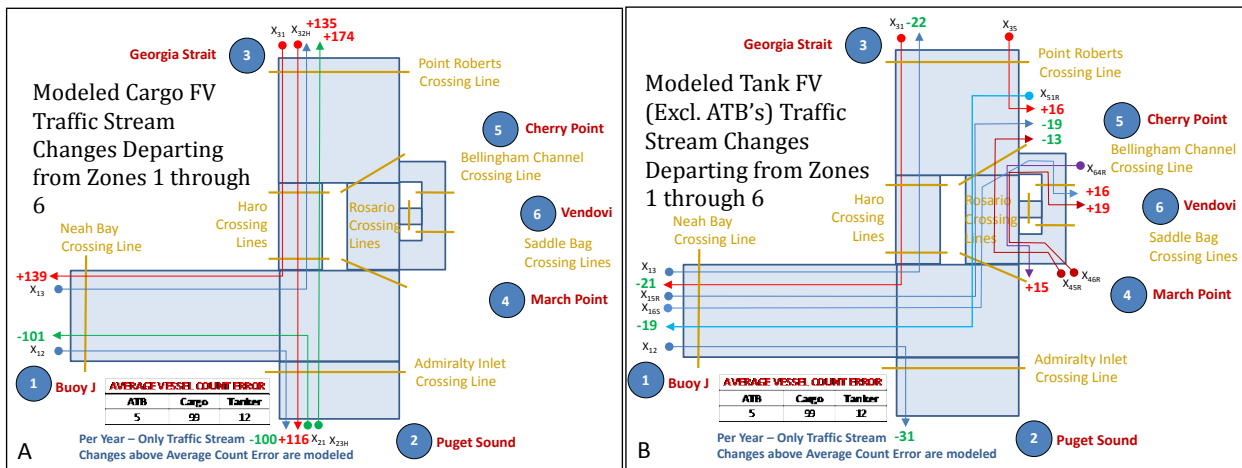 X31
X32H
+135
+174
Georgia Strait
3
Point Roberts
Crossing Line
Modeled Cargo FV
Traffic Stream
Changes Departing
from Zones 1 through
6
5
Cherry Point
Bellingham Channel
Crossing Line
Haro
Crossing
Lines
Rosario
Crossing
Lines
6
Vendovi
Saddle Bag
Crossing Lines
Neah Bay
Crossing Line
+139
X13
4
March Point
-101
X12
Admiralty Inlet
Crossing Line
1
Buoy J
AVERAGE VESSEL COUNT ERROR
ATB Cargo Tanker
5 99 12
Per Year – Only Traffic Stream
Changes above Average Count Error are modeled
-100
+116
X21
X23H
2
Puget Sound
A
X31
-22
X35
Georgia Strait
3
Point Roberts
Crossing Line
Modeled Tank FV
(Excl. ATB's) Traffic
Stream Changes
Departing from Zones
1 through 6
X51R
+16
-19
-13
5
Cherry Point
Bellingham Channel
Crossing Line
X64R
+16
+19
Haro
Crossing
Lines
Rosario
Crossing
Lines
6
Vendovi
Saddle Bag
Crossing Lines
Neah Bay
Crossing Line
X13
-21
X15R
X16S
-19
X12
+15
X45R
X46R
4
March Point
Admiralty Inlet
Crossing Line
1
Buoy J
AVERAGE VESSEL COUNT ERROR
ATB Cargo Tanker
5 99 12
Per Year – Only Traffic Stream
Changes above Average Count Error are modeled
-31
2
Puget Sound
B